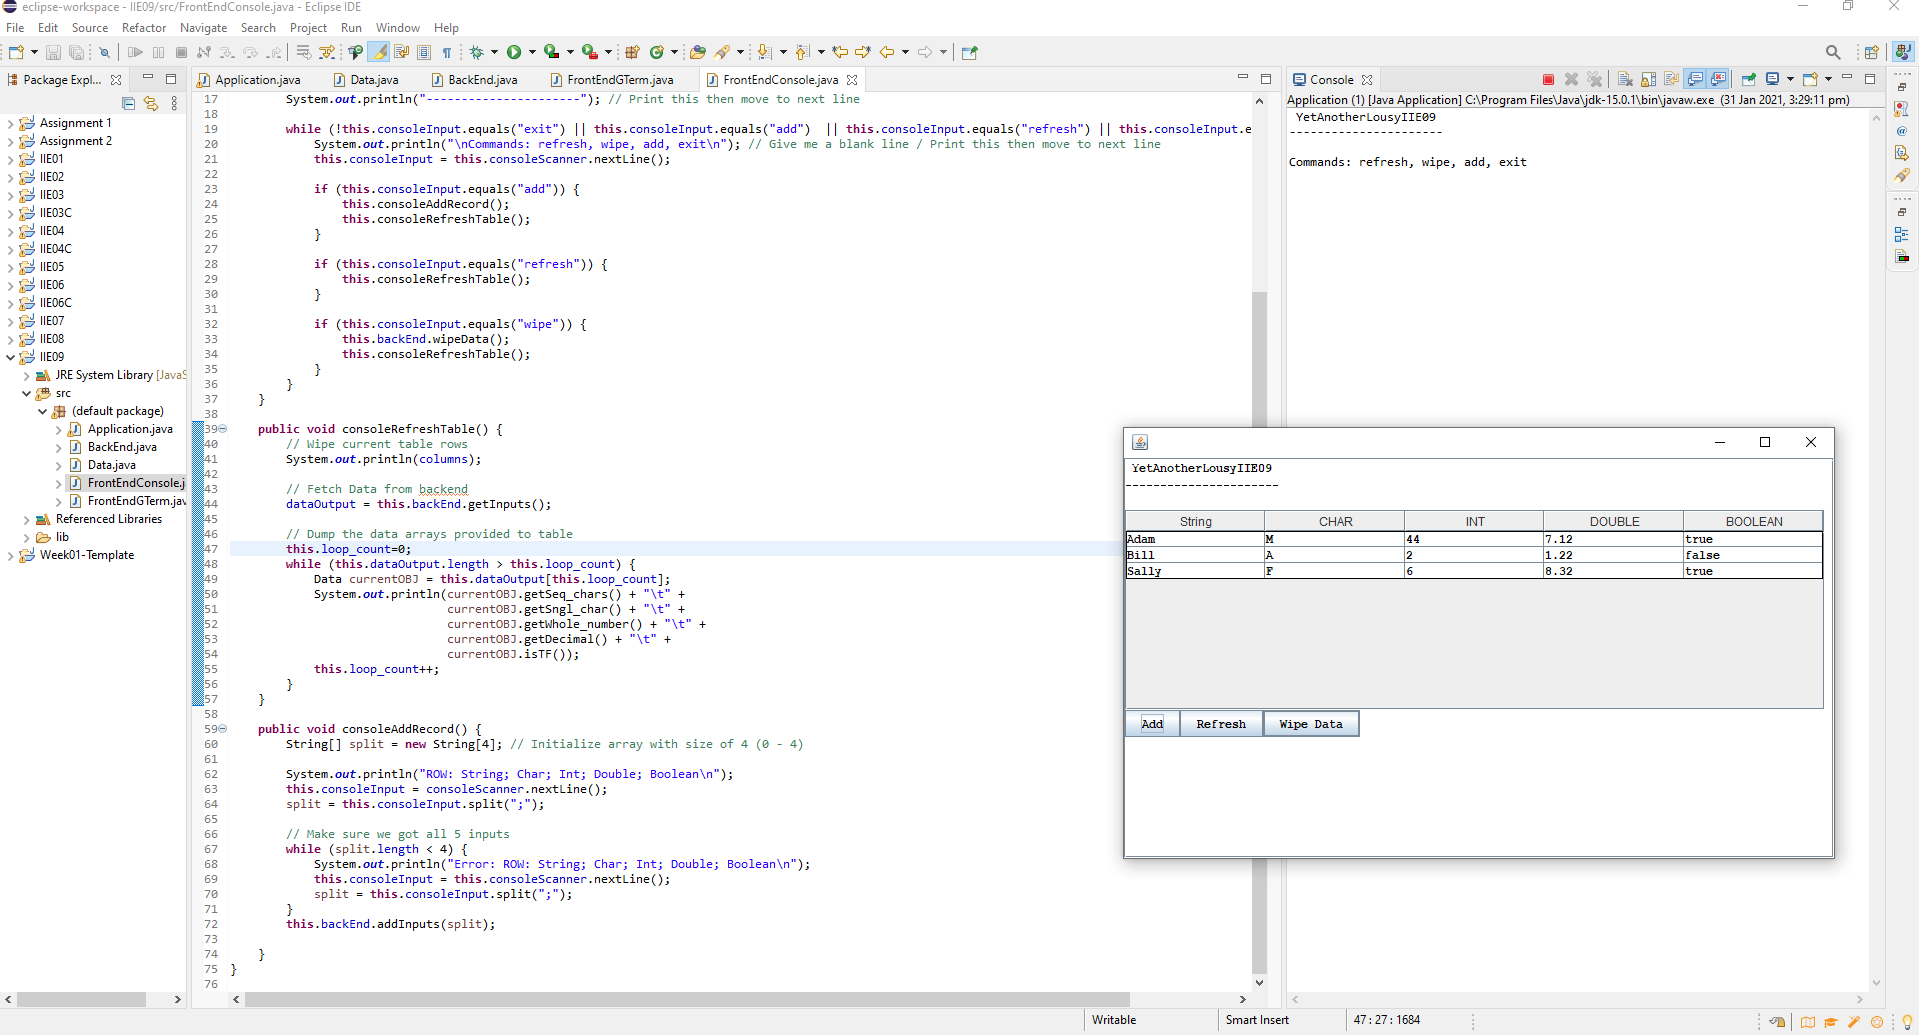 eclipse-workspace - IIE09/src/FrontEndConsole.java - Eclipse IDE
File Edit Source Refactor Navigate Search Project Run Window Help
Package Expl...
Application.java
Data.java
BackEnd.java
FrontEndGTerm.java
FrontEndConsole.java
Assignment 1
Assignment 2
IIE01
IIE02
IIE03
IIE03C
IIE04
IIE04C
IIE05
IIE06
IIE06C
IIE07
IIE08
IIE09
JRE System Library [JavaS
src
(default package)
Application.java
BackEnd.java
Data.java
FrontEndConsole.j
FrontEndGTerm.jav
Referenced Libraries
lib
Week01-Template
17 System.out.println("----------------------"); // Print this then move to next line
18
19 while (!this.consoleInput.equals("exit") || this.consoleInput.equals("add")  || this.consoleInput.equals("refresh") || this.consoleInput.e
20 System.out.println("\nCommands: refresh, wipe, add, exit\n"); // Give me a blank line / Print this then move to next line
21 this.consoleInput = this.consoleScanner.nextLine();
22
23 if (this.consoleInput.equals("add")) {
24 this.consoleAddRecord();
25 this.consoleRefreshTable();
26 }
27
28 if (this.consoleInput.equals("refresh")) {
29 this.consoleRefreshTable();
30 }
31
32 if (this.consoleInput.equals("wipe")) {
33 this.backEnd.wipeData();
34 this.consoleRefreshTable();
35 }
36 }
37 }
38
39 public void consoleRefreshTable() {
40 // Wipe current table rows
41 System.out.println(columns);
42
43 // Fetch Data from backend
44 dataOutput = this.backEnd.getInputs();
45
46 // Dump the data arrays provided to table
47 this.loop_count=0;
48 while (this.dataOutput.length > this.loop_count) {
49 Data currentOBJ = this.dataOutput[this.loop_count];
50 System.out.println(currentOBJ.getSeq_chars() + "\t" +
51 currentOBJ.getSngl_char() + "\t" +
52 currentOBJ.getWhole_number() + "\t" +
53 currentOBJ.getDecimal() + "\t" +
54 currentOBJ.isTF());
55 this.loop_count++;
56 }
57 }
58
59 public void consoleAddRecord() {
60 String[] split = new String[4]; // Initialize array with size of 4 (0 - 4)
61
62 System.out.println("ROW: String; Char; Int; Double; Boolean\n");
63 this.consoleInput = consoleScanner.nextLine();
64 split = this.consoleInput.split(";");
65
66 // Make sure we got all 5 inputs
67 while (split.length < 4) {
68 System.out.println("Error: ROW: String; Char; Int; Double; Boolean\n");
69 this.consoleInput = this.consoleScanner.nextLine();
70 split = this.consoleInput.split(";");
71 }
72 this.backEnd.addInputs(split);
73
74 }
75 }
76
Console
Application (1) [Java Application] C:\Program Files\Java\jdk-15.0.1\bin\javaw.exe (31 Jan 2021, 3:29:11 pm)
YetAnotherLousyIIE09
----------------------
Commands: refresh, wipe, add, exit
YetAnotherLousyIIE09
----------------------
String CHAR INT DOUBLE BOOLEAN
Adam M 44 7.12 true
Bill A 2 1.22 false
Sally F 6 8.32 true
Add Refresh Wipe Data
Writable
Smart Insert
47 : 27 : 1684